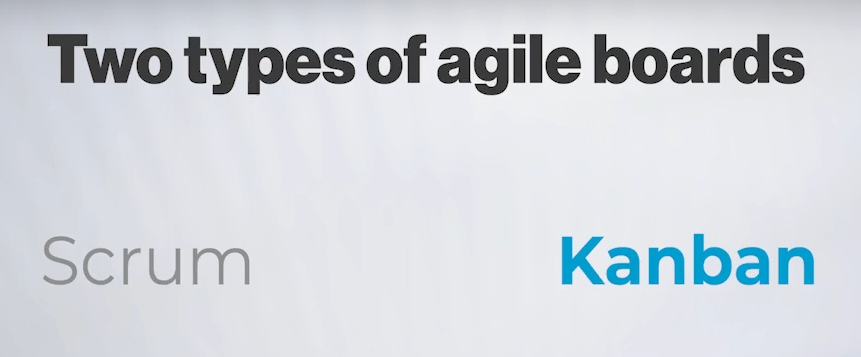 Two types of agile boards
Scrum
Kanban